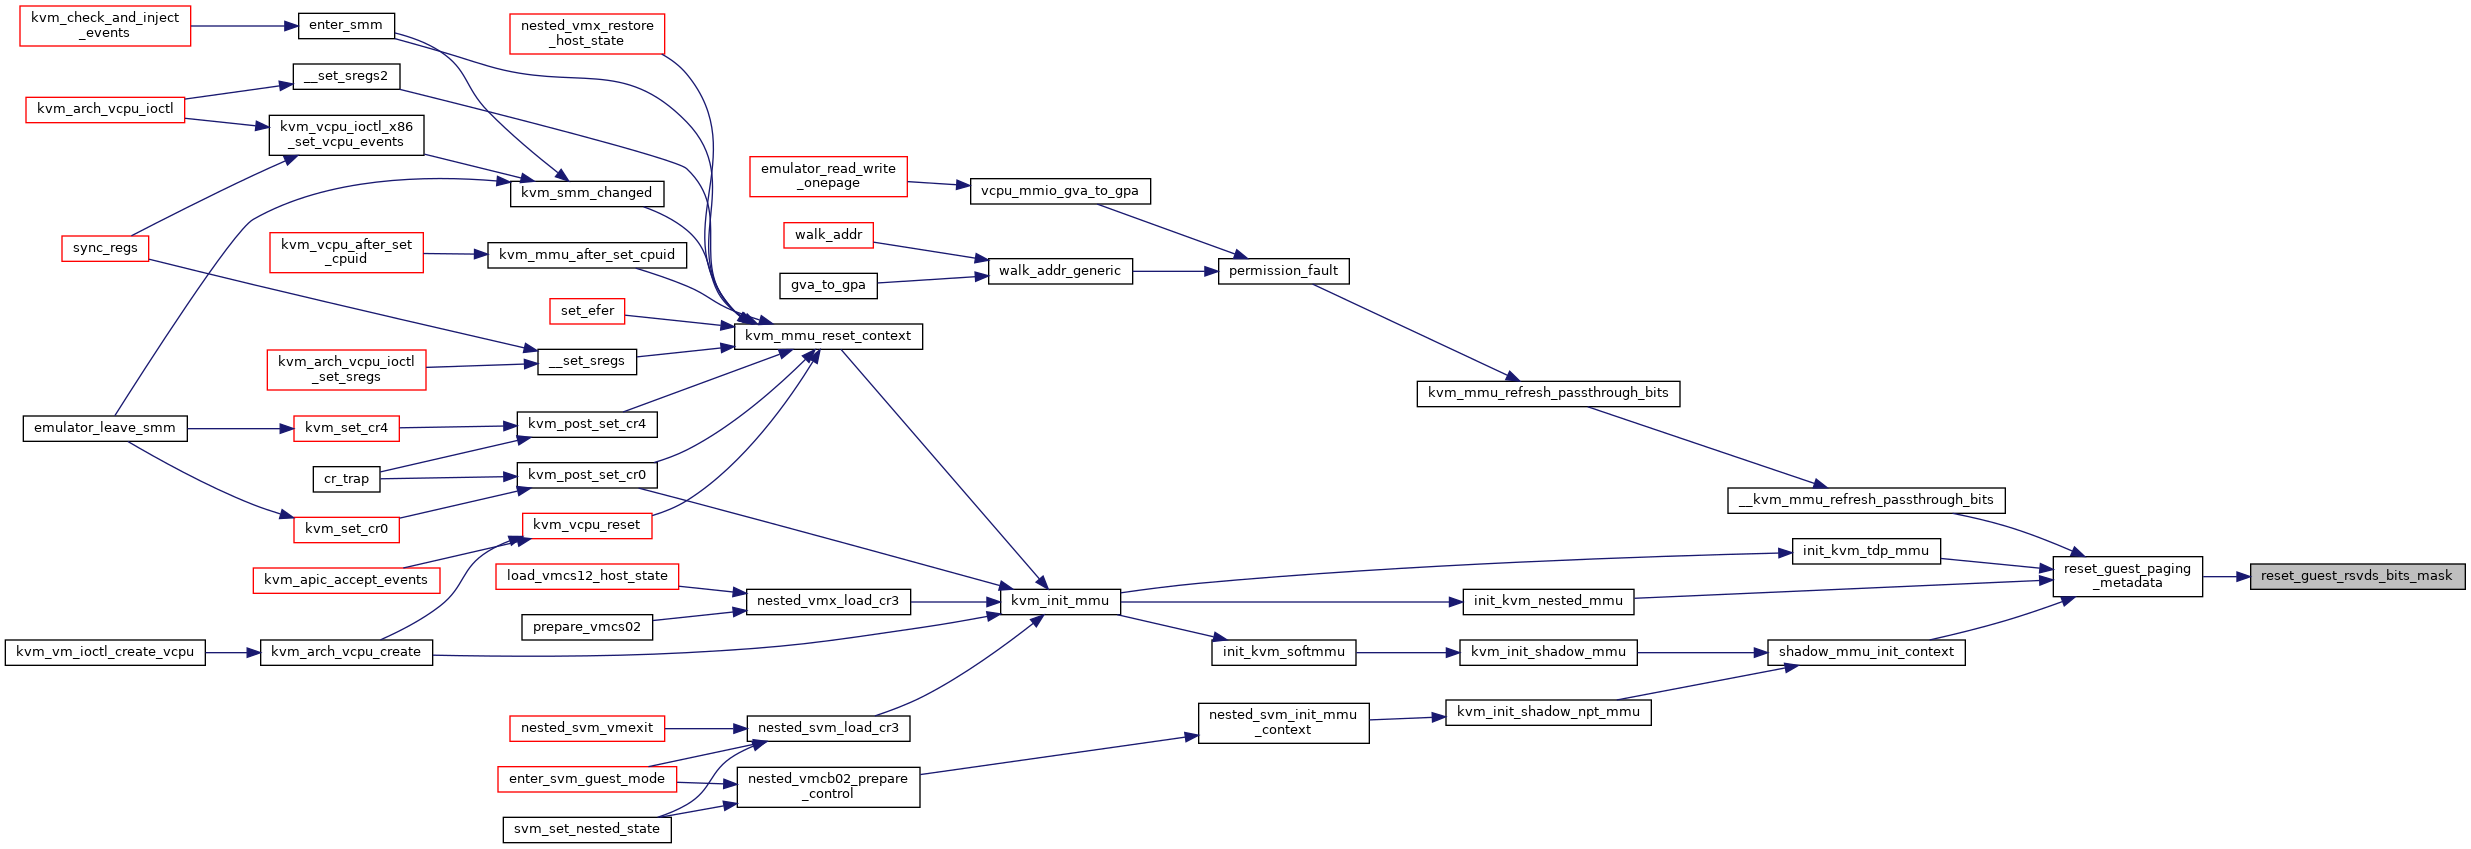 kvm_check_and_inject
_events
enter_smm
nested_vmx_restore
_host_state
__set_sregs2
kvm_arch_vcpu_ioctl
kvm_vcpu_ioctl_x86
_set_vcpu_events
kvm_smm_changed
emulator_read_write
_onepage
vcpu_mmio_gva_to_gpa
sync_regs
kvm_vcpu_after_set
_cpuid
kvm_mmu_after_set_cpuid
walk_addr
gva_to_gpa
walk_addr_generic
permission_fault
set_efer
kvm_mmu_reset_context
kvm_arch_vcpu_ioctl
_set_sregs
__set_sregs
kvm_mmu_refresh_passthrough_bits
emulator_leave_smm
kvm_set_cr4
kvm_post_set_cr4
cr_trap
kvm_post_set_cr0
kvm_set_cr0
kvm_vcpu_reset
__kvm_mmu_refresh_passthrough_bits
init_kvm_tdp_mmu
kvm_apic_accept_events
load_vmcs12_host_state
reset_guest_paging
_metadata
reset_guest_rsvds_bits_mask
nested_vmx_load_cr3
kvm_init_mmu
init_kvm_nested_mmu
prepare_vmcs02
kvm_vm_ioctl_create_vcpu
kvm_arch_vcpu_create
init_kvm_softmmu
kvm_init_shadow_mmu
shadow_mmu_init_context
nested_svm_vmexit
nested_svm_load_cr3
nested_svm_init_mmu
_context
kvm_init_shadow_npt_mmu
enter_svm_guest_mode
nested_vmcb02_prepare
_control
svm_set_nested_state